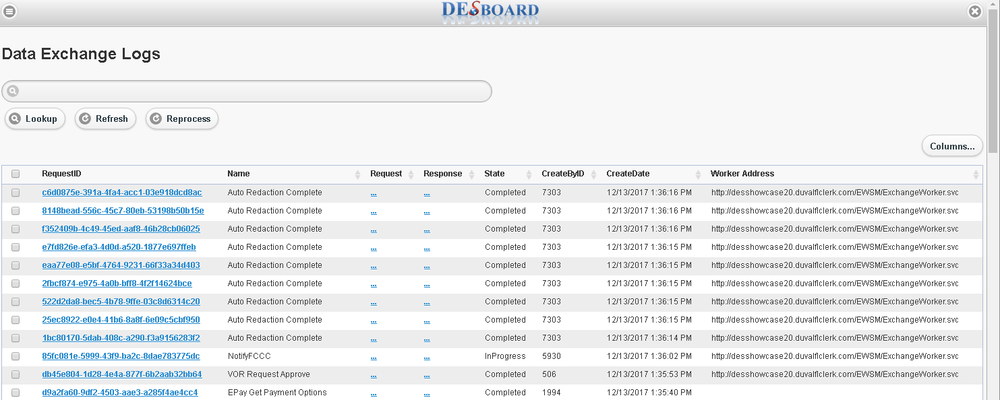 DESBOARD
Data Exchange Logs
Lookup Refresh Reprocess
Columns...
RequestID Name Request Response State CreateByID CreateDate Worker Address
c6d0875e-391a-4fa4-acc1-03e918dcd8ac Auto Redaction Complete ... ... Completed 7303 12/13/2017 1:36:16 PM http://desshowcase20.duvalflclerk.com/EWSM/ExchangeWorker.svc
8148bead-556c-45c7-80eb-53198b50b15e Auto Redaction Complete ... ... Completed 7303 12/13/2017 1:36:16 PM http://desshowcase20.duvalflclerk.com/EWSM/ExchangeWorker.svc
f352409b-4c49-45ed-aaf8-46b28cb06025 Auto Redaction Complete ... ... Completed 7303 12/13/2017 1:36:16 PM http://desshowcase20.duvalflclerk.com/EWSM/ExchangeWorker.svc
e7fd826e-efa3-4d0d-a520-1877e697ffeb Auto Redaction Complete ... ... Completed 7303 12/13/2017 1:36:15 PM http://desshowcase20.duvalflclerk.com/EWSM/ExchangeWorker.svc
eaa77e08-e5bf-4764-9231-66f33a34d403 Auto Redaction Complete ... ... Completed 7303 12/13/2017 1:36:15 PM http://desshowcase20.duvalflclerk.com/EWSM/ExchangeWorker.svc
2fbcf874-e975-4a0b-bff8-4f2f14624bce Auto Redaction Complete ... ... Completed 7303 12/13/2017 1:36:15 PM http://desshowcase20.duvalflclerk.com/EWSM/ExchangeWorker.svc
522d2da8-bec5-4b78-9ffe-03c8d6314c20 Auto Redaction Complete ... ... Completed 7303 12/13/2017 1:36:15 PM http://desshowcase20.duvalflclerk.com/EWSM/ExchangeWorker.svc
25ec8922-e0e4-41b6-8a8f-6e09c5cbf950 Auto Redaction Complete ... ... Completed 7303 12/13/2017 1:36:15 PM http://desshowcase20.duvalflclerk.com/EWSM/ExchangeWorker.svc
1bc80170-5dab-408c-a290-f3a9156283f2 Auto Redaction Complete ... ... Completed 7303 12/13/2017 1:36:14 PM http://desshowcase20.duvalflclerk.com/EWSM/ExchangeWorker.svc
85fc081e-5999-43f9-ba2c-8dae783775dc NotifyFCCC ... ... InProgress 5930 12/13/2017 1:36:02 PM http://desshowcase20.duvalflclerk.com/EWSM/ExchangeWorker.svc
db45e804-1d28-4e4a-877f-6b2aab32bb64 VOR Request Approve ... ... Completed 506 12/13/2017 1:35:53 PM http://desshowcase20.duvalflclerk.com/EWSM/ExchangeWorker.svc
d9a2fa60-9df2-4503-aae3-a285f4ae4cc4 EPay Get Payment Options ... ... Completed 1994 12/13/2017 1:35:40 PM